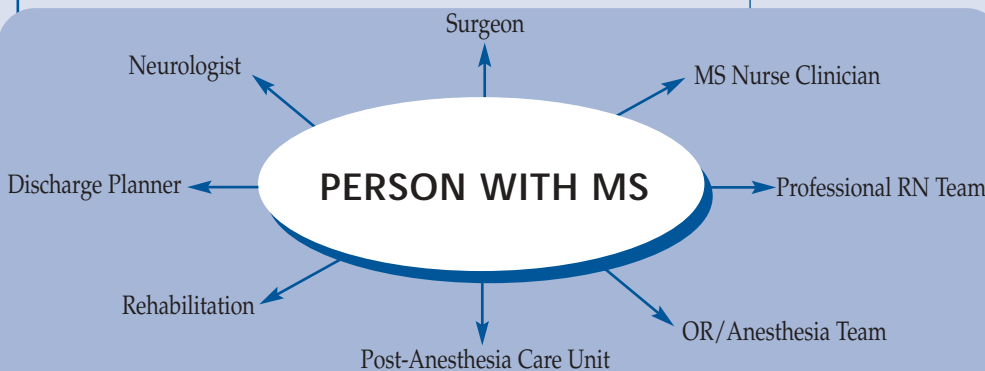 Surgeon
Neurologist
MS Nurse Clinician
Discharge Planner
PERSON WITH MS
Professional RN Team
Rehabilitation
OR/Anesthesia Team
Post-Anesthesia Care Unit